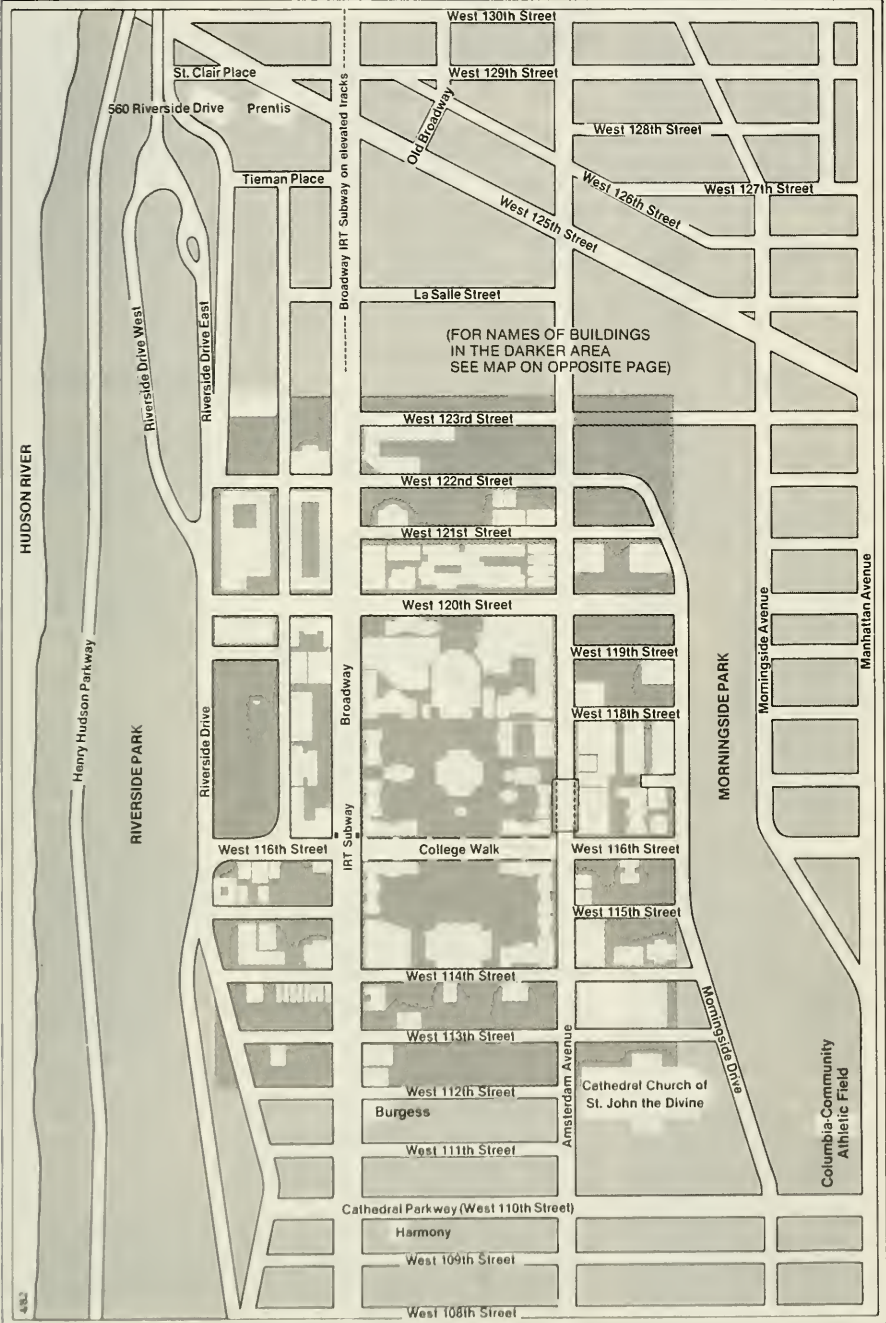 West 130th Street
St. Clair Place
West 129th Street
560 Riverside Drive
Prentis
Old Broadway
West 128th Street
Broadway IRT Subway on elevated tracks
Tieman Place
West 126th Street
West 127th Street
West 125th Street
La Salle Street
(FOR NAMES OF BUILDINGS
IN THE DARKER AREA
SEE MAP ON OPPOSITE PAGE)
Riverside Drive West
Riverside Drive East
West 123rd Street
HUDSON RIVER
West 122nd Street
West 121st Street
West 120th Street
Henry Hudson Parkway
RIVERSIDE PARK
Riverside Drive
Broadway
West 119th Street
West 118th Street
MORNINGSIDE PARK
Morningside Avenue
Manhattan Avenue
IRT Subway
West 116th Street
College Walk
West 116th Street
West 115th Street
West 114th Street
Morningside Drive
West 113th Street
Amsterdam Avenue
Cathedral Church of
St. John the Divine
West 112th Street
Burgess
Columbia-Community
Athletic Field
West 111th Street
Cathedral Parkway (West 110th Street)
Harmony
West 109th Street
4/82
West 108th Street